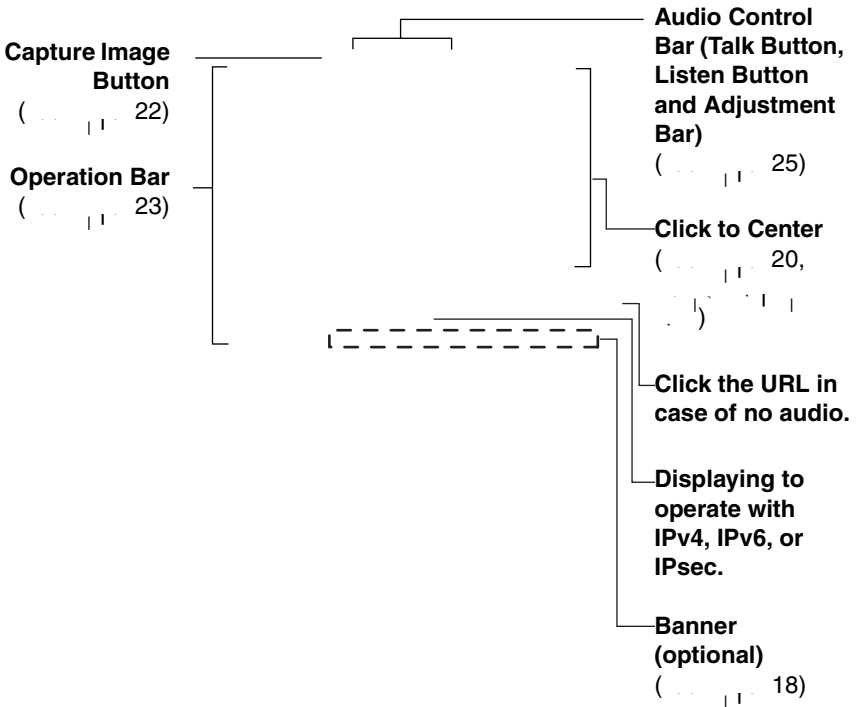 Capture Image
Button
( 22)
Operation Bar
( 23)
Audio Control
Bar (Talk Button,
Listen Button
and Adjustment
Bar)
( 25)
Click to Center
( 20,
)
Click the URL in
case of no audio.
Displaying to
operate with
IPv4, IPv6, or
IPsec.
Banner
(optional)
( 18)